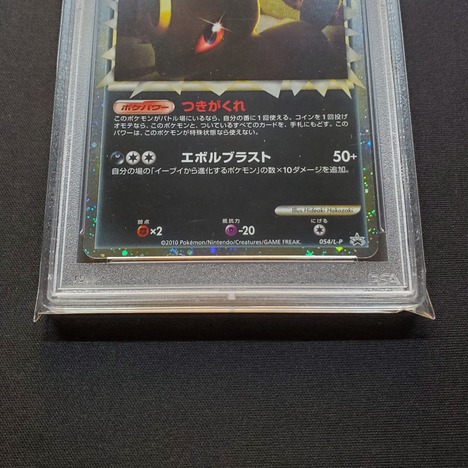 ポケパワー つきがくれ
このポケモンがバトル場にいるなら、自分の番に1回使える。コインを1回投げ
オモテなら、このポケモンと、ついているすべてのカードを、手札にもどす。この
パワーは、このポケモンが特殊状態なら使えない。
エボルブラスト 50+
自分の場の「イーブイから進化するポケモン」の数×10ダメージを追加。
Illus. Hideaki Hakozaki
弱点 抵抗力 にげる
×2 -20
©2010 Pokémon/Nintendo/Creatures/GAME FREAK. 054/L-P